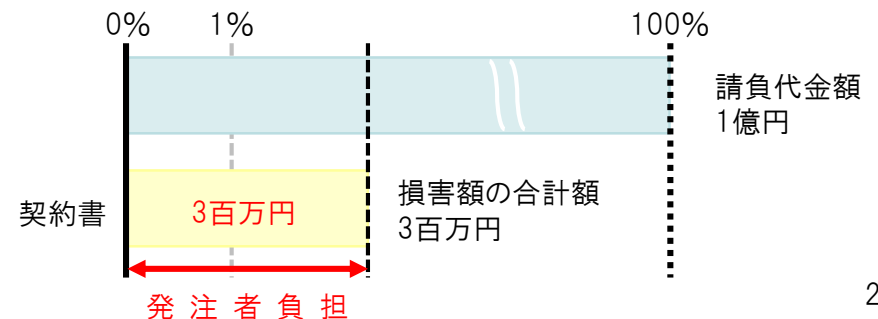 0% 1% 100%
請負代金額
1億円
契約書
3百万円
損害額の合計額
3百万円
発注者負担
2